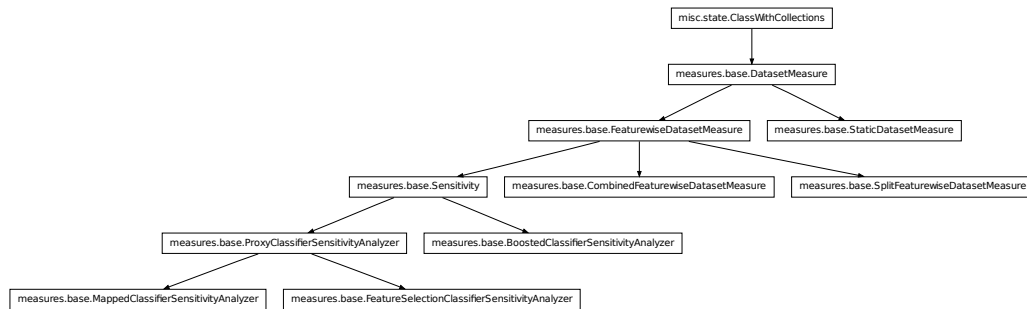 misc.state.ClassWithCollections
measures.base.DatasetMeasure
measures.base.FeaturewiseDatasetMeasure
measures.base.StaticDatasetMeasure
measures.base.Sensitivity
measures.base.CombinedFeaturewiseDatasetMeasure
measures.base.SplitFeaturewiseDatasetMeasure
measures.base.ProxyClassifierSensitivityAnalyzer
measures.base.BoostedClassifierSensitivityAnalyzer
measures.base.MappedClassifierSensitivityAnalyzer
measures.base.FeatureSelectionClassifierSensitivityAnalyzer